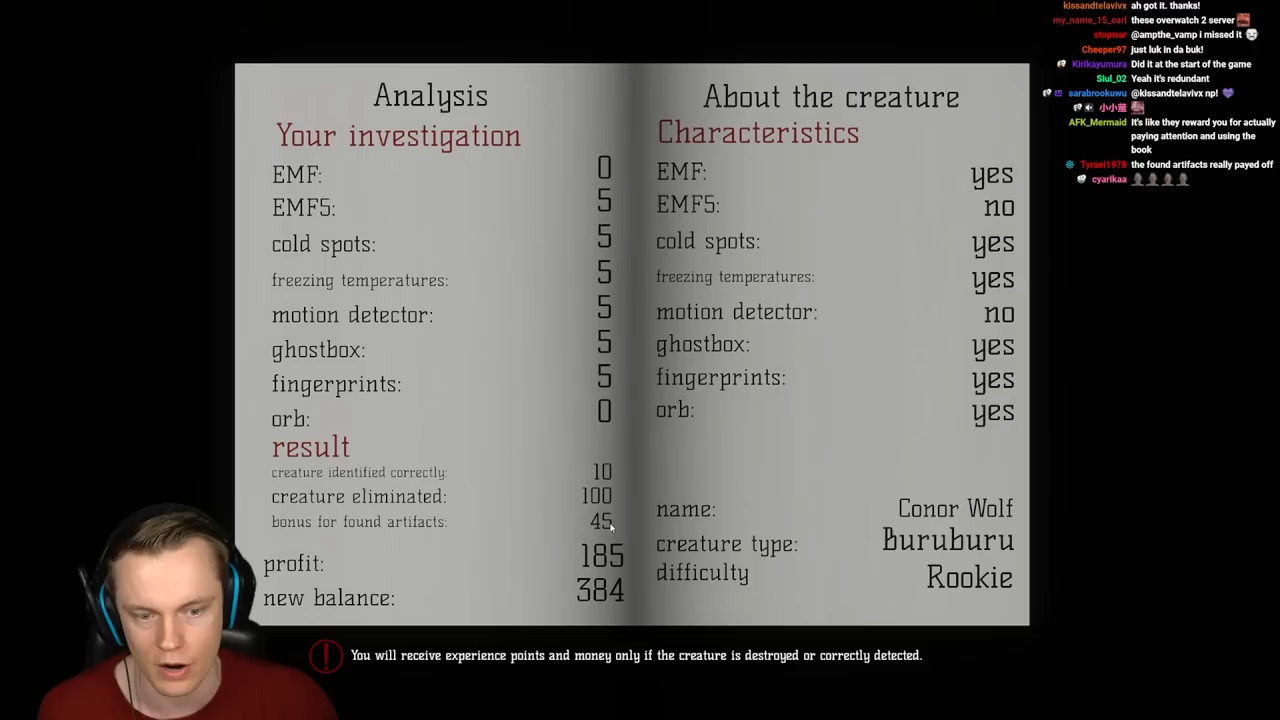 Analysis
Your investigation
EMF: 0
EMF5: 5
cold spots: 5
freezing temperatures: 5
motion detector: 5
ghostbox: 5
fingerprints: 5
orb: 0
result
creature identified correctly: 10
creature eliminated: 100
bonus for found artifacts: 45
profit: 185
new balance: 384
About the creature
Characteristics
EMF: yes
EMF5: no
cold spots: yes
freezing temperatures: yes
motion detector: no
ghostbox: yes
fingerprints: yes
orb: yes
name: Conor Wolf
creature type: Buruburu
difficulty Rookie
You will receive experience points and money only if the creature is destroyed or correctly detected.
kissandtelavivx ah got it. thanks!
my_name_15_earl these overwatch 2 server
stopwar @ampthe_vamp i missed it
Cheeper97 just luk in da buk!
Kirikayumura Did it at the start of the game
Siul_02 Yeah it's redundant
sarabrookuwu @kissandtelavivx np!
小小萤
AFK_Mermaid It's like they reward you for actually
paying attention and using the
book
Tyrael1978 the found artifacts really payed off
cyarikaa